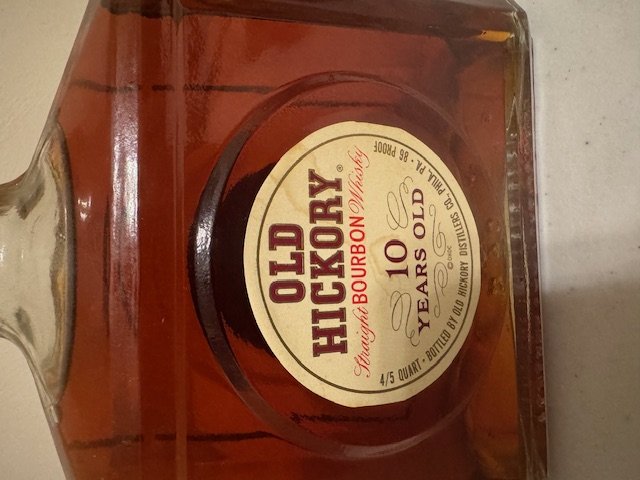 OLD
HICKORY®
Straight BOURBON Whisky
10
YEARS OLD
4/5 QUART • BOTTLED BY OLD HICKORY DISTILLERS CO., PHILA., PA. • 86 PROOF